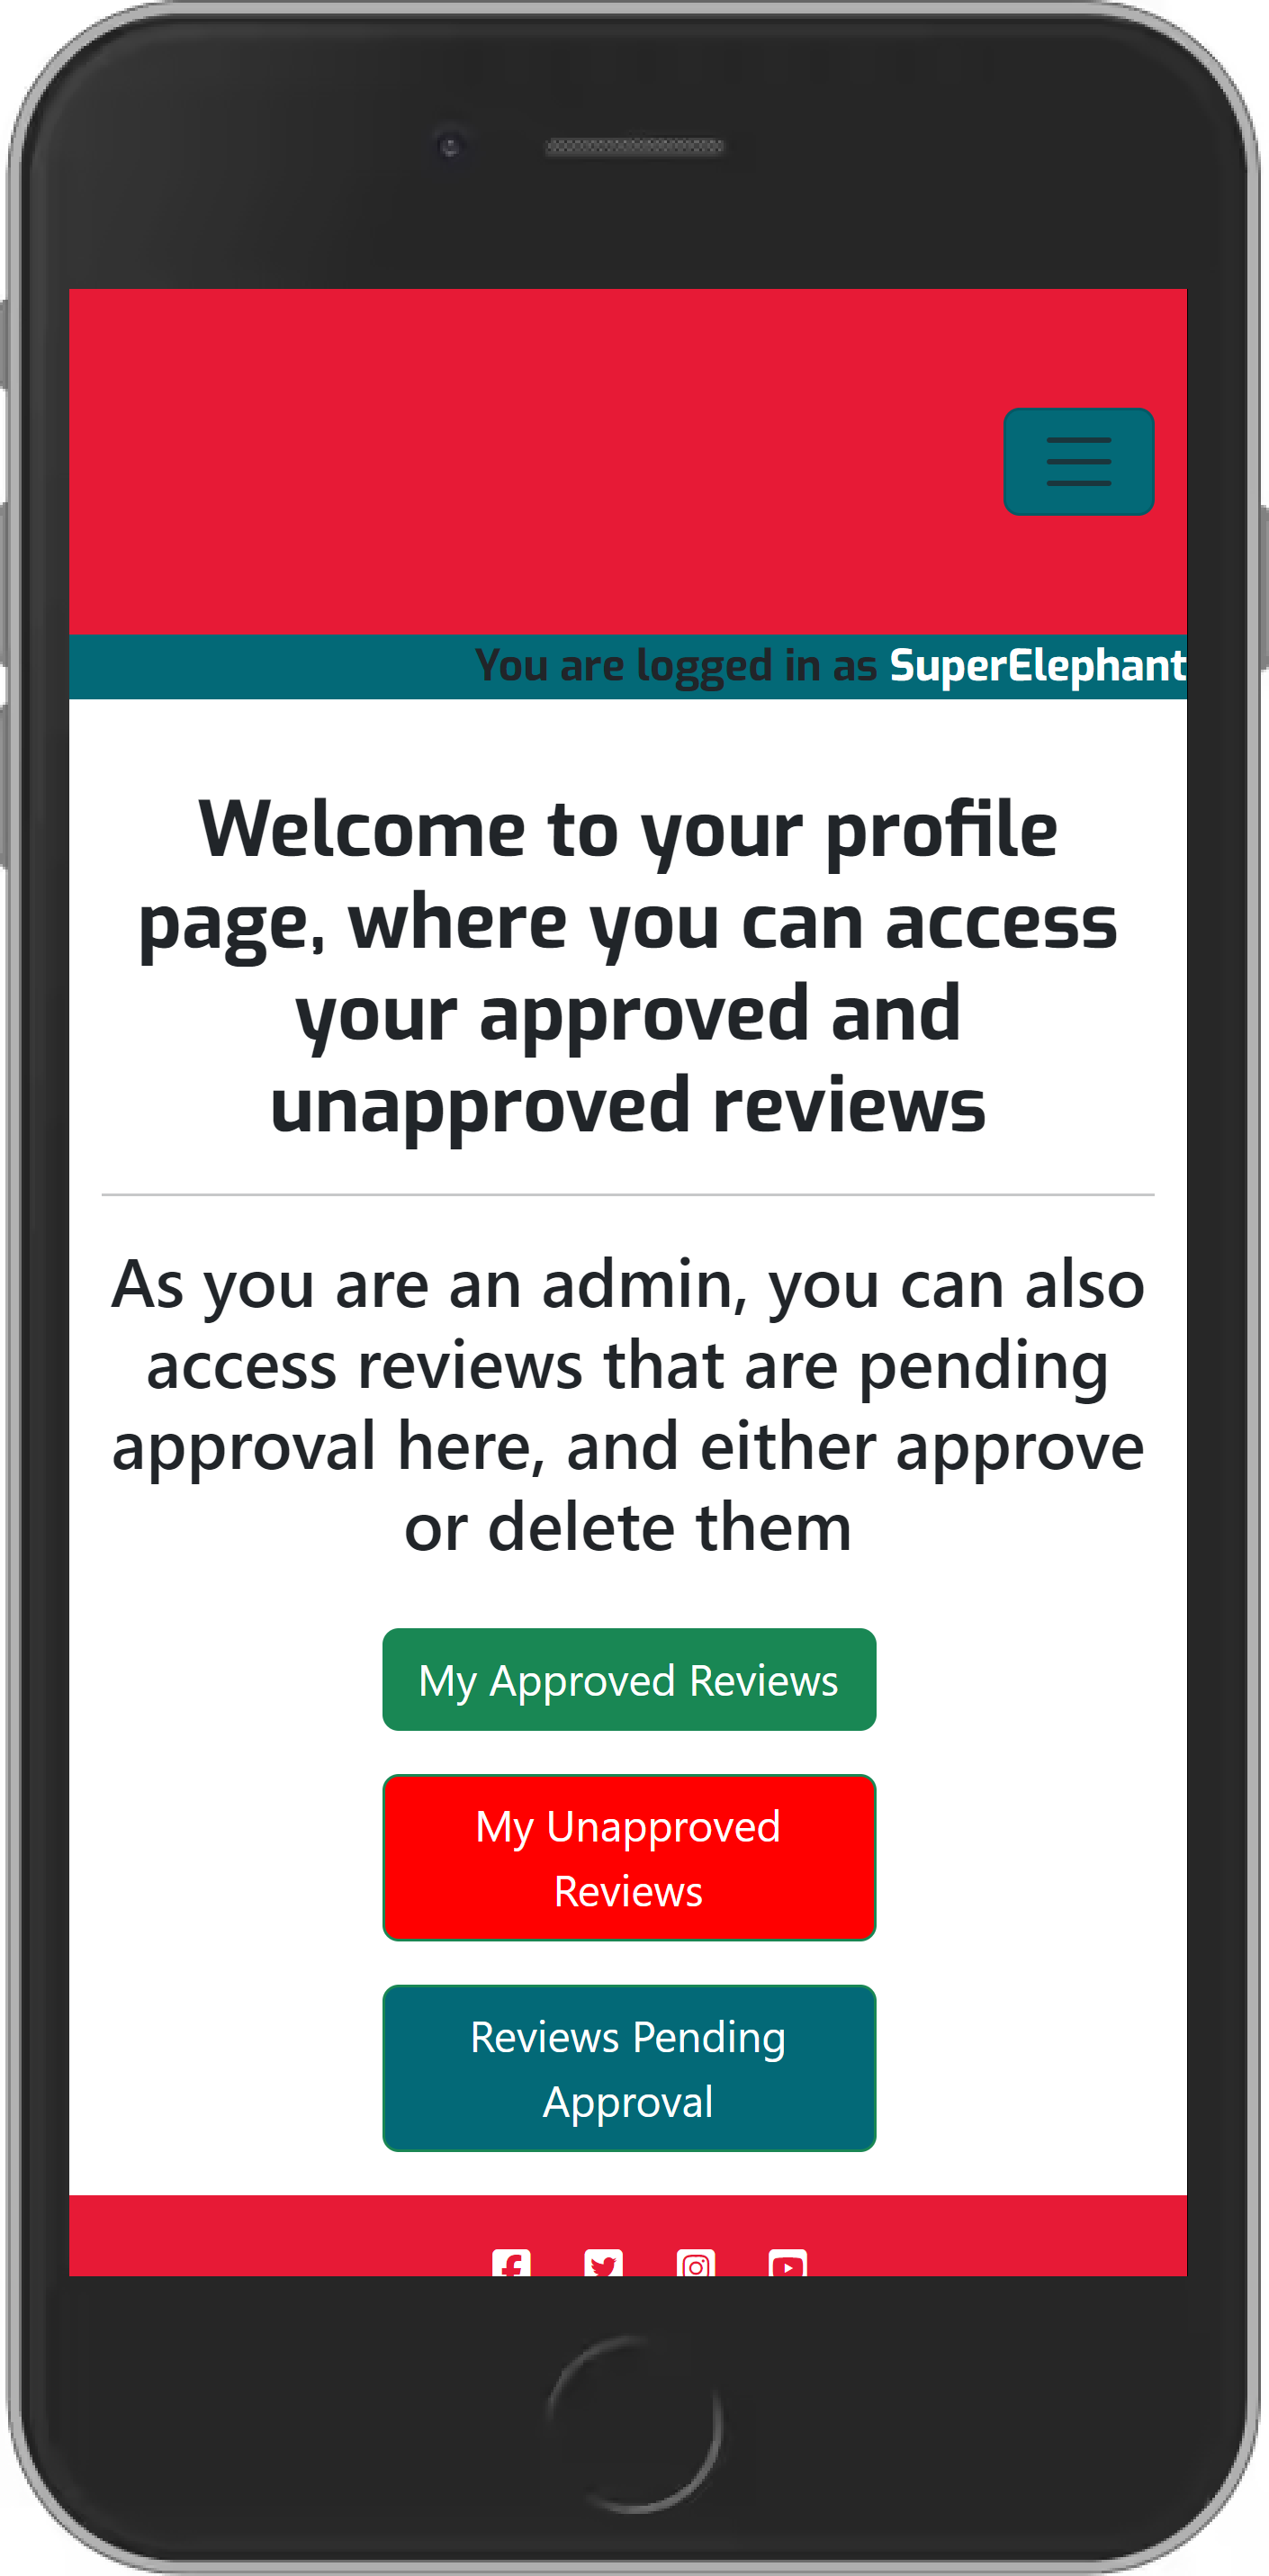 You are logged in as SuperElephant
Welcome to your profile
page, where you can access
your approved and
unapproved reviews
As you are an admin, you can also
access reviews that are pending
approval here, and either approve
or delete them
My Approved Reviews
My Unapproved
Reviews
Reviews Pending
Approval